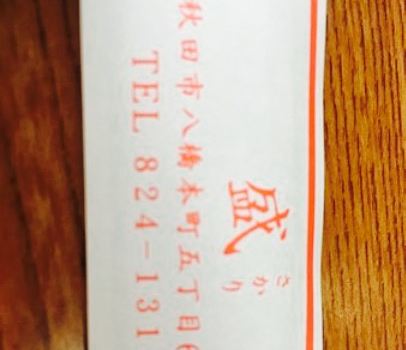 さかり
盛
秋田市八橋本町五丁目
TEL 824-131